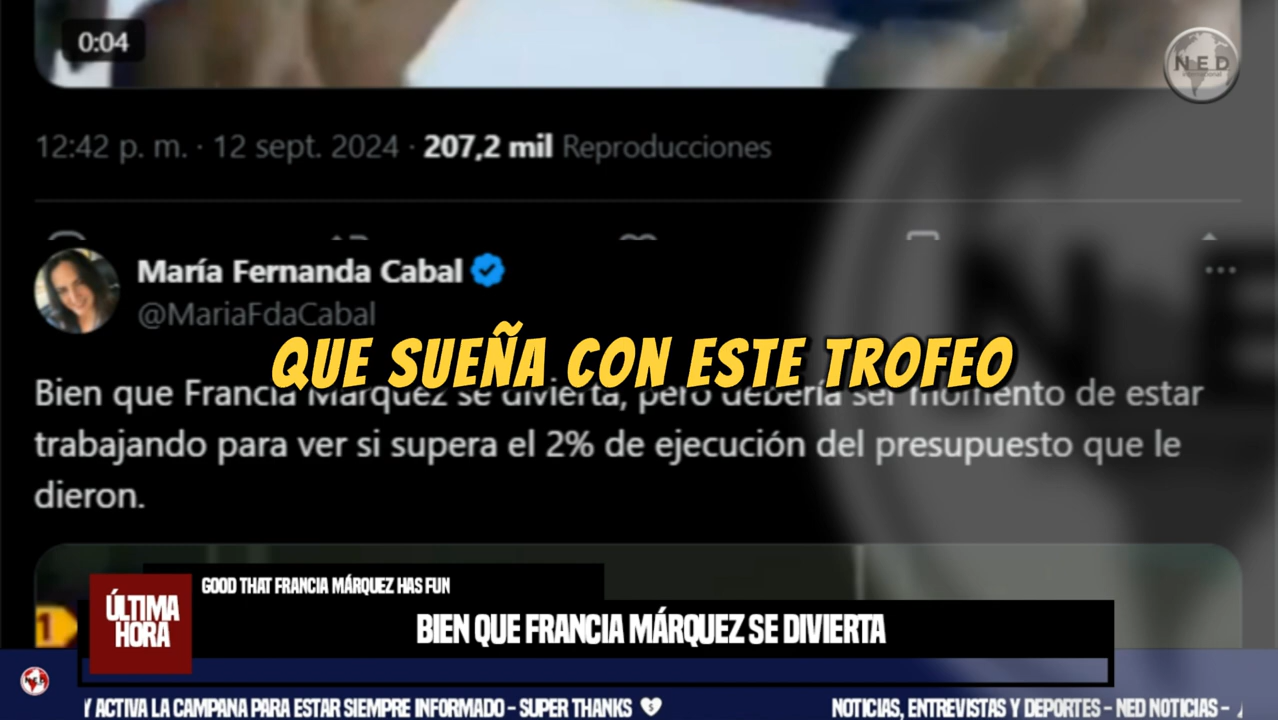 0:04
NED
internacional
12:42 p. m. · 12 sept. 2024 · 207,2 mil Reproducciones
María Fernanda Cabal
@MariaFdaCabal
QUE SUEÑA CON ESTE TROFEO
Bien que Francia Márquez se divierta, pero debería ser momento de estar
trabajando para ver si supera el 2% de ejecución del presupuesto que le
dieron.
NE
1
ÚLTIMA
HORA
GOOD THAT FRANCIA MÁRQUEZ HAS FUN
BIEN QUE FRANCIA MÁRQUEZ SE DIVIERTA
Y ACTIVA LA CAMPANA PARA ESTAR SIEMPRE INFORMADO - SUPER THANKS
NOTICIAS, ENTREVISTAS Y DEPORTES - NED NOTICIAS -